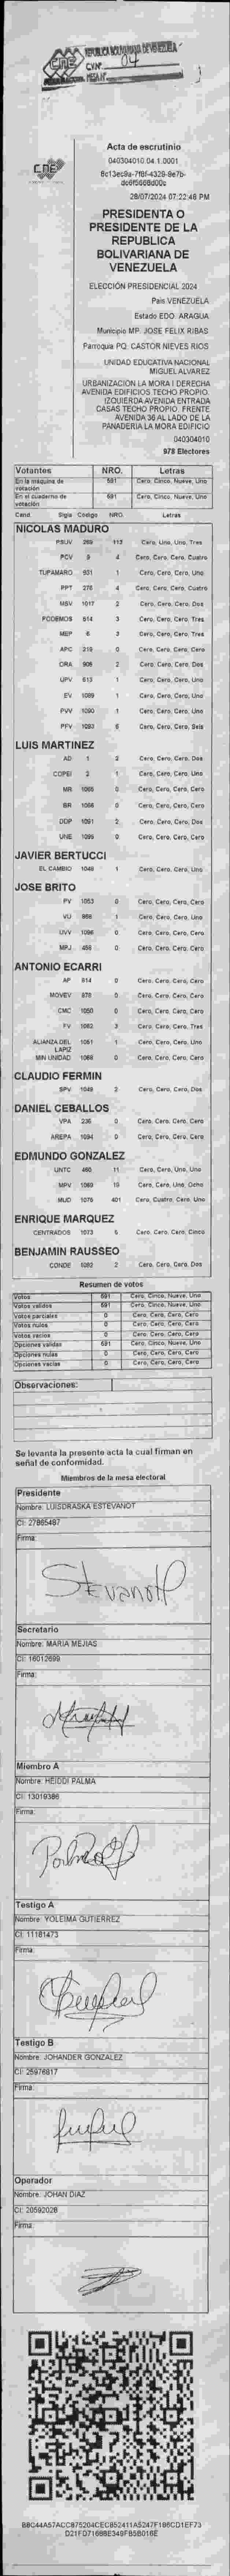 CNE
REPUBLICA BOLIVARIANA DE VENEZUELA
04
CNE
Acta de escrutinio
040304010.04.1.0001
28/07/2024 07:22:48 PM
PRESIDENTA O
PRESIDENTE DE LA
REPUBLICA
BOLIVARIANA DE
VENEZUELA
ELECCIÓN PRESIDENCIAL 2024
Pais VENEZUELA
Estado EDO. ARAGUA
Municipio MP. JOSE FELIX RIBAS
Parroquia PQ. CASTOR NIEVES RIOS
UNIDAD EDUCATIVA NACIONAL
MIGUEL ALVAREZ
URBANIZACIÓN LA MORA I DERECHA
AVENIDA EDIFICIOS TECHO PROPIO.
IZQUIERDA AVENIDA ENTRADA
CASAS TECHO PROPIO. FRENTE
AVENIDA 36 AL LADO DE LA
PANADERIA LA MORA EDIFICIO
040304010
978 Electores
Votantes NRO. Letras
En la máquina de votación 591 Cero, Cinco, Nueve, Uno
En el cuaderno de votación 591 Cero, Cinco, Nueve, Uno
Cand. Sigla Código NRO. Letras
NICOLAS MADURO
PSUV 269 113 Cero, Uno, Uno, Tres
PCV 9 4 Cero, Cero, Cero, Cuatro
TUPAMARO 931 1 Cero, Cero, Cero, Uno
PPT 276 4 Cero, Cero, Cero, Cuatro
MSV 1017 2 Cero, Cero, Cero, Dos
PODEMOS 514 3 Cero, Cero, Cero, Tres
MEP 6 3 Cero, Cero, Cero, Tres
APC 219 0 Cero, Cero, Cero, Cero
ORA 909 2 Cero, Cero, Cero, Dos
UPV 613 1 Cero, Cero, Cero, Uno
EV 1089 1 Cero, Cero, Cero, Uno
PVV 1090 1 Cero, Cero, Cero, Uno
PFV 1093 6 Cero, Cero, Cero, Seis
LUIS MARTINEZ
AD 1 2 Cero, Cero, Cero, Dos
COPEI 2 1 Cero, Cero, Cero, Uno
MR 1066 0 Cero, Cero, Cero, Cero
BR 1056 0 Cero, Cero, Cero, Cero
DDP 1091 2 Cero, Cero, Cero, Dos
UNE 1099 0 Cero, Cero, Cero, Cero
JAVIER BERTUCCI
EL CAMBIO 1048 1 Cero, Cero, Cero, Uno
JOSE BRITO
PV 1053 0 Cero, Cero, Cero, Cero
VU 968 1 Cero, Cero, Cero, Uno
UVV 1096 0 Cero, Cero, Cero, Cero
MPJ 459 0 Cero, Cero, Cero, Cero
ANTONIO ECARRI
AP 814 0 Cero, Cero, Cero, Cero
MOVEV 878 0 Cero, Cero, Cero, Cero
CMC 1050 0 Cero, Cero, Cero, Cero
FV 1062 3 Cero, Cero, Cero, Tres
ALIANZA DEL LAPIZ 1051 1 Cero, Cero, Cero, Uno
MIN UNIDAD 1068 0 Cero, Cero, Cero, Cero
CLAUDIO FERMIN
SPV 1049 2 Cero, Cero, Cero, Dos
DANIEL CEBALLOS
VPA 236 0 Cero, Cero, Cero, Cero
AREPA 1094 0 Cero, Cero, Cero, Cero
EDMUNDO GONZALEZ
UNTC 460 11 Cero, Cero, Uno, Uno
MPV 1069 18 Cero, Cero, Uno, Ocho
MUD 1075 401 Cero, Cuatro, Cero, Uno
ENRIQUE MARQUEZ
CENTRADOS 1073 5 Cero, Cero, Cero, Cinco
BENJAMIN RAUSSEO
CONDE 1092 2 Cero, Cero, Cero, Dos
Resumen de votos
Votos 591 Cero, Cinco, Nueve, Uno
Votos validos 591 Cero, Cinco, Nueve, Uno
Votos parciales 0 Cero, Cero, Cero, Cero
Votos nulos 0 Cero, Cero, Cero, Cero
Votos vacios 0 Cero, Cero, Cero, Cero
Opciones validas 591 Cero, Cinco, Nueve, Uno
Opciones nulas 0 Cero, Cero, Cero, Cero
Opciones vacias 0 Cero, Cero, Cero, Cero
Observaciones:
Se levanta la presente acta la cual firman en
señal de conformidad.
Miembros de la mesa electoral
Presidente
Nombre: LUISDRASKA ESTEVANOT
CI: 27865487
Firma:
Secretario
Nombre: MARIA MEJIAS
CI: 16012699
Firma:
Miembro A
Nombre: HEIDDI PALMA
CI: 13019386
Firma:
Testigo A
Nombre: YOLEIMA GUTIERREZ
CI: 11181473
Firma:
Testigo B
Nombre: JOHANDER GONZALEZ
CI: 25976817
Firma:
Operador
Nombre: JOHAN DIAZ
CI: 20592028
Firma: